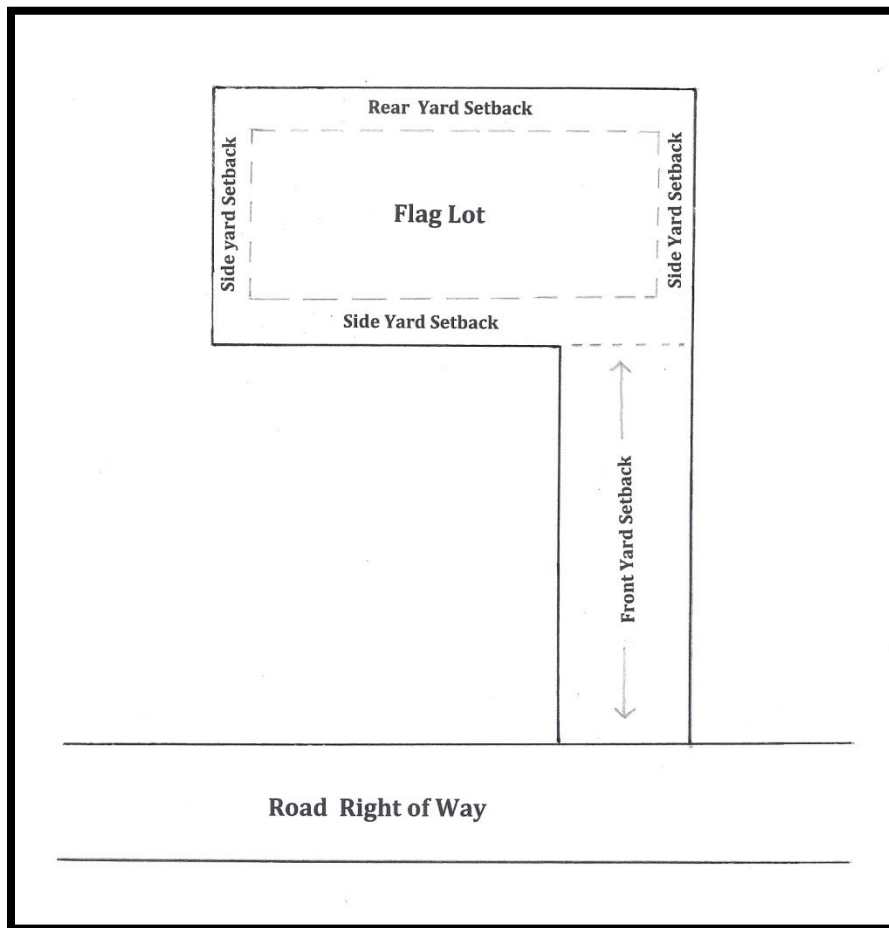 Rear Yard Setback
Side yard Setback
Flag Lot
Side Yard Setback
Side Yard Setback
Front Yard Setback
Road Right of Way